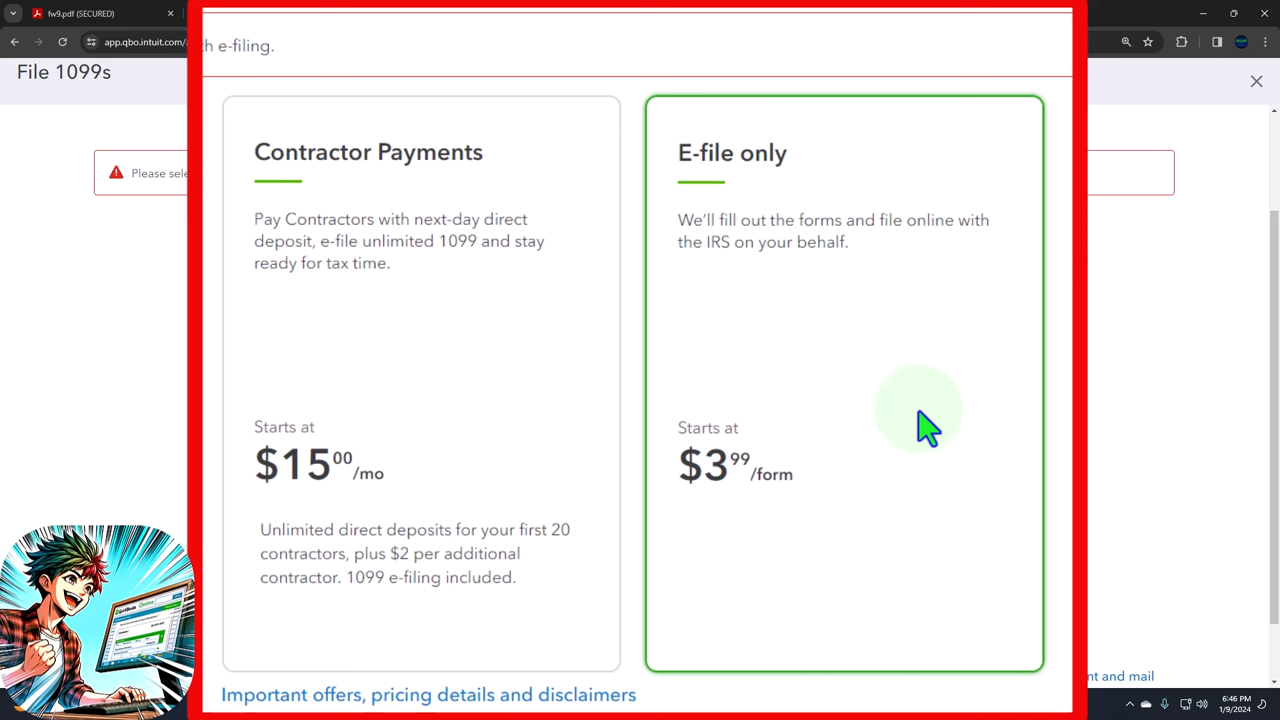 fw9.pdf (SECURED)
app.qbo.intuit.com/
th e-filing.
File 1099s
Please sele
Contractor Payments
Pay Contractors with next-day direct
deposit, e-file unlimited 1099 and stay
ready for tax time.
Starts at
$15 00 /mo
Unlimited direct deposits for your first 20
contractors, plus $2 per additional
contractor. 1099 e-filing included.
E-file only
We'll fill out the forms and file online with
the IRS on your behalf.
Starts at
$3 99 /form
Important offers, pricing details and disclaimers
nt and mail
6:46 PM
1/9/2024